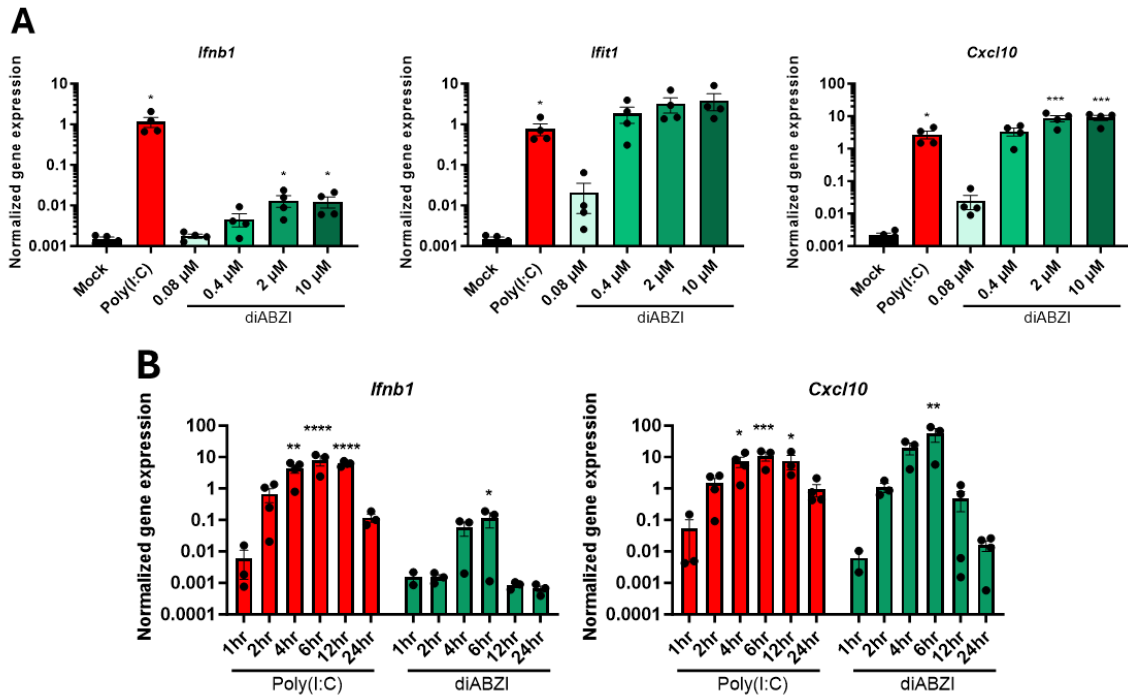 A
Ifnb1
Normalized gene expression
10
1
0.1
0.01
0.001
*
*
*
Mock
Poly(I:C)
0.08 μM
0.4 μM
2 μM
10 μM
diABZI
Ifit1
Normalized gene expression
10
1
0.1
0.01
0.001
*
Mock
Poly(I:C)
0.08 μM
0.4 μM
2 μM
10 μM
diABZI
Cxcl10
Normalized gene expression
100
10
1
0.1
0.01
0.001
*
***
***
Mock
Poly(I:C)
0.08 μM
0.4 μM
2 μM
10 μM
diABZI
B
Ifnb1
Normalized gene expression
100
10
1
0.1
0.01
0.001
0.0001
**
****
****
*
1hr
2hr
4hr
6hr
12hr
24hr
1hr
2hr
4hr
6hr
12hr
24hr
Poly(I:C)
diABZI
Cxcl10
Normalized gene expression
100
10
1
0.1
0.01
0.001
0.0001
*
***
*
**
1hr
2hr
4hr
6hr
12hr
24hr
1hr
2hr
4hr
6hr
12hr
24hr
Poly(I:C)
diABZI